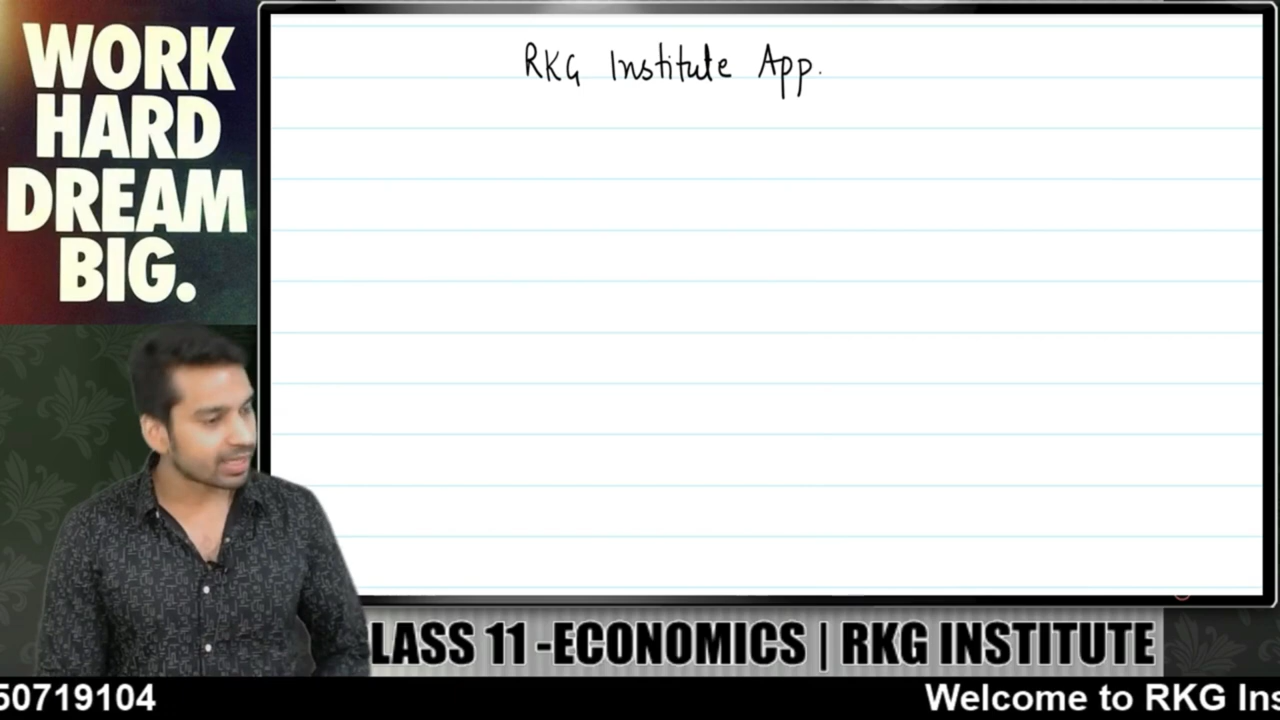 WORK
HARD
DREAM
BIG.
RKG Institute App.
LASS 11 -ECONOMICS | RKG INSTITUTE
50719104
Welcome to RKG Ins